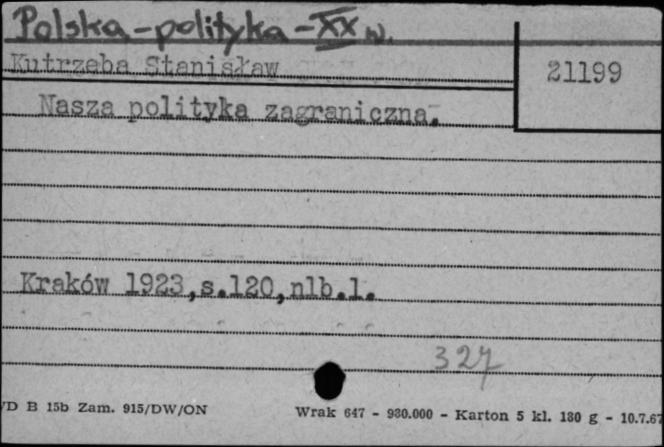 Polska - polityka - XX w.
Kutrzeba Stanisław
21199
Nasza polityka zagraniczna.
Kraków 1923,s.120,nlb.1.
327
/D B 15b Zam. 915/DW/ON
Wrak 647 - 930.000 - Karton 5 kl. 180 g - 10.7.67